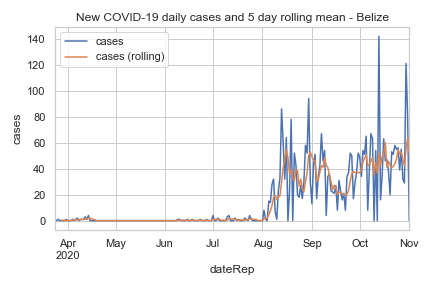 New COVID-19 daily cases and 5 day rolling mean - Belize
cases
cases (rolling)
140
120
100
80
60
40
20
0
cases
Apr May Jun Jul Aug Sep Oct Nov
2020
dateRep